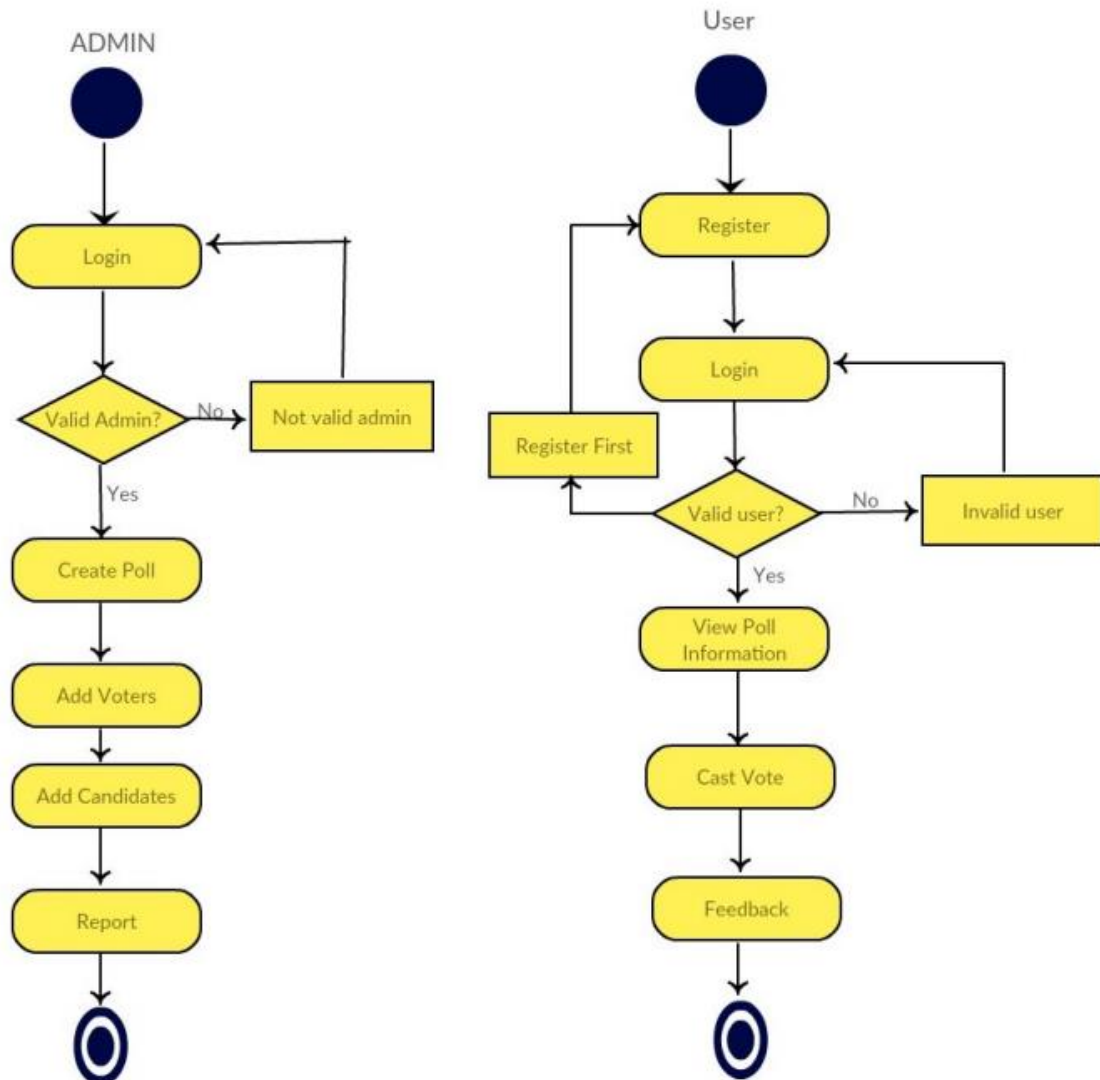 ADMIN
Login
Valid Admin?
No
Not valid admin
Yes
Create Poll
Add Voters
Add Candidates
Report
User
Register
Login
Register First
Valid user?
No
Invalid user
Yes
View Poll
Information
Cast Vote
Feedback